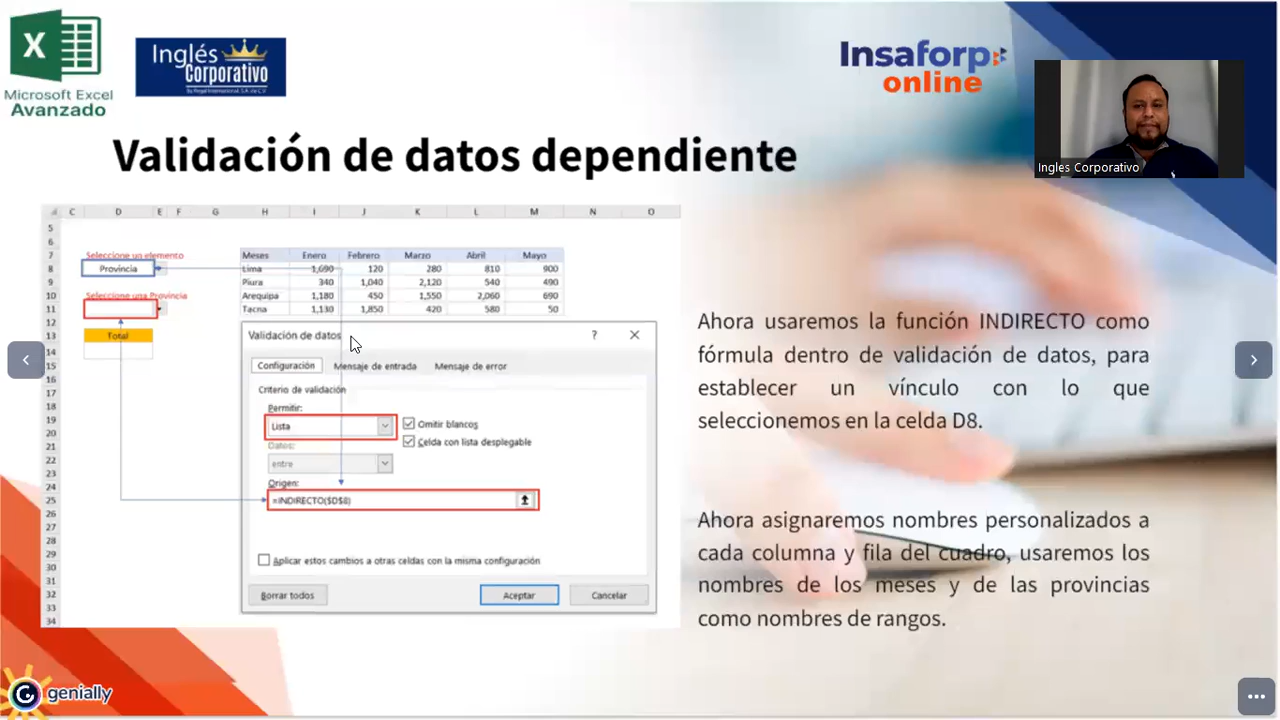 Microsoft Excel
Avanzado
Inglés
Corporativo
Insaforp
online
Ingles Corporativo
Validación de datos dependiente
C D E F G H I J K L M N O
5
6
7 Seleccione un elemento Meses Enero Febrero Marzo Abril Mayo
8 Provincia Lima 1,690 120 280 810 900
9 Piura 340 1,040 2,120 540 490
10 Seleccione una Provincia Arequipa 1,180 450 1,550 2,060 690
11 Tacna 1,130 1,850 420 580 50
12
13 Total
14
15
16
17
18
19
20
21
22
23
24
25
26
27
28
29
30
31
32
33
34
Validación de datos ?
Configuración Mensaje de entrada Mensaje de error
Criterio de validación
Permitir:
Lista Omitir blancos
Datos: Celda con lista desplegable
entre
Origen:
=INDIRECTO($D$8)
Aplicar estos cambios a otras celdas con la misma configuración
Borrar todos Aceptar Cancelar
Ahora usaremos la función INDIRECTO como
fórmula dentro de validación de datos, para
establecer un vínculo con lo que
seleccionemos en la celda D8.
Ahora asignaremos nombres personalizados a
cada columna y fila del cuadro, usaremos los
nombres de los meses y de las provincias
como nombres de rangos.
genially